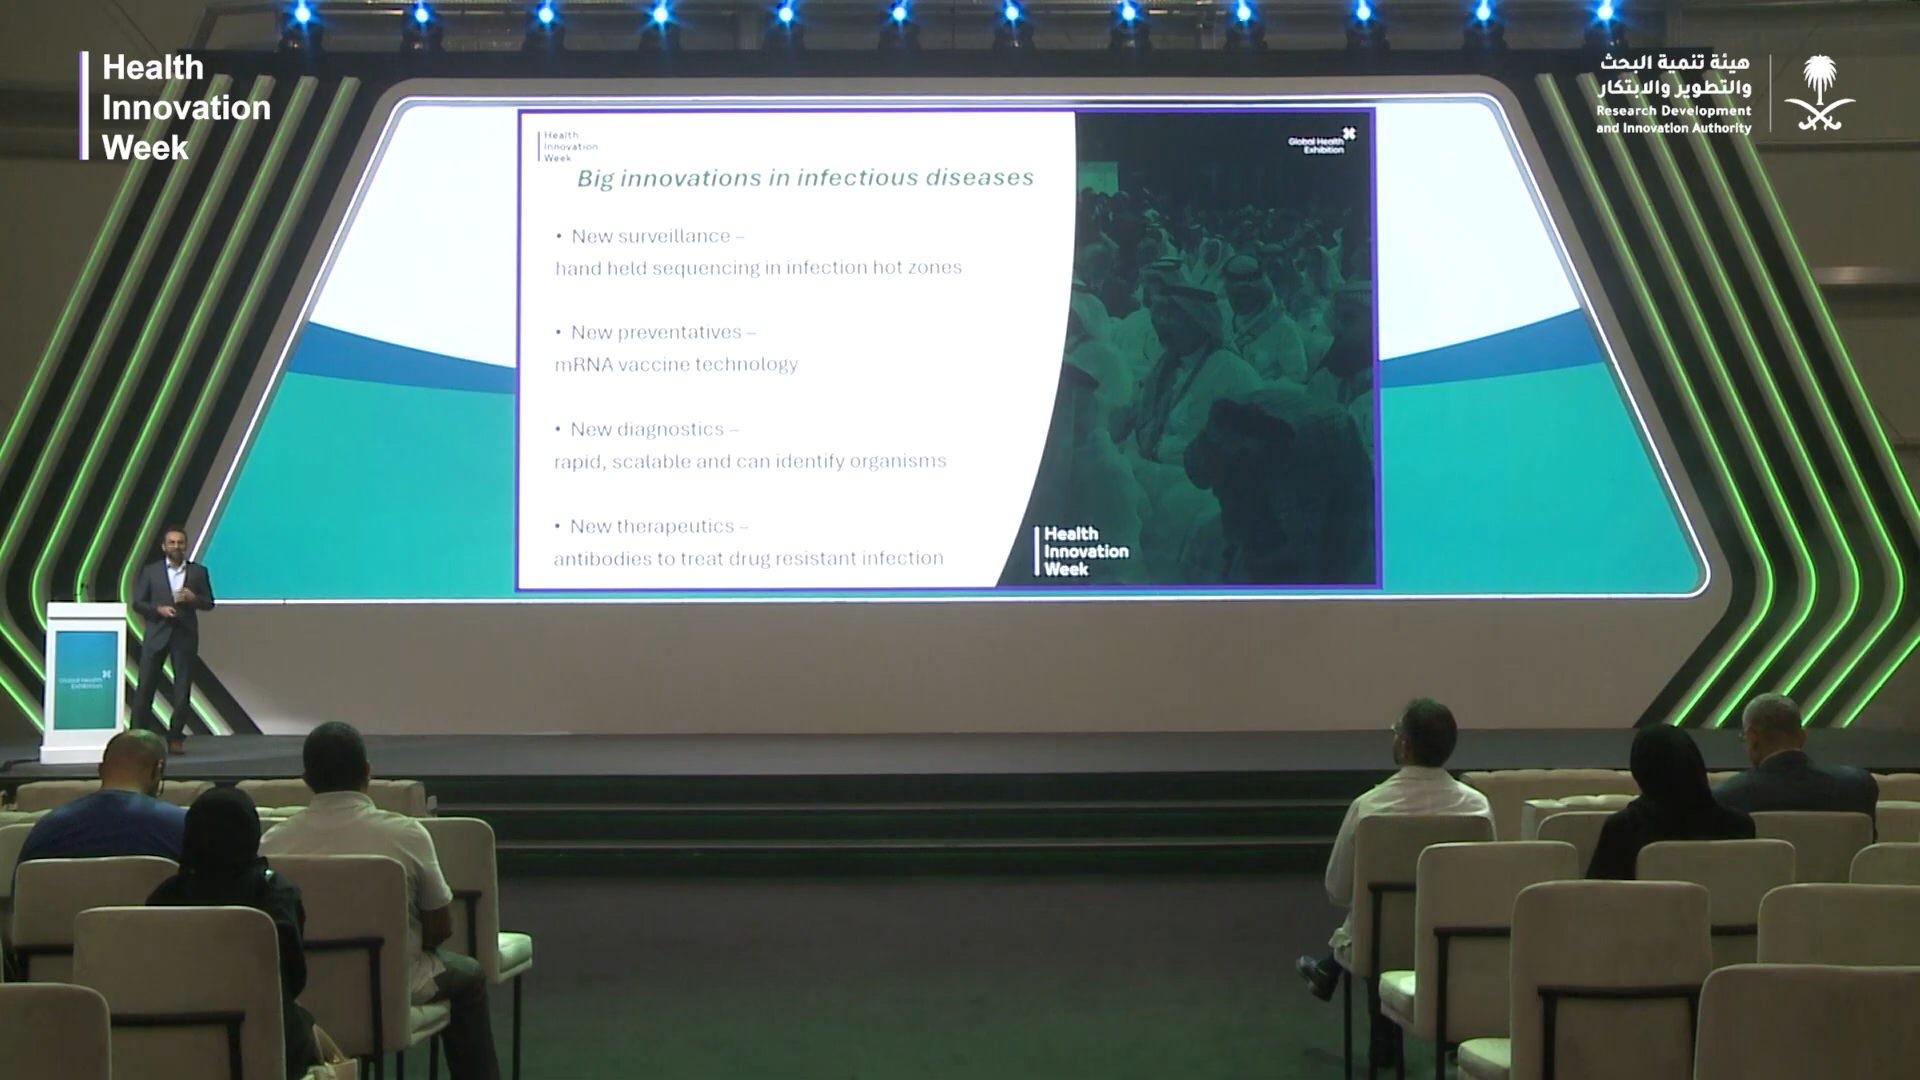 Health
Innovation
Week
هيئة تنمية البحث
والتطوير والابتكار
Research Development
and Innovation Authority
Health
Innovation
Week
Global Health
Exhibition
Big innovations in infectious diseases
• New surveillance –
hand held sequencing in infection hot zones
• New preventatives –
mRNA vaccine technology
• New diagnostics –
rapid, scalable and can identify organisms
• New therapeutics –
antibodies to treat drug resistant infection
Health
Innovation
Week
Global Health
Exhibition